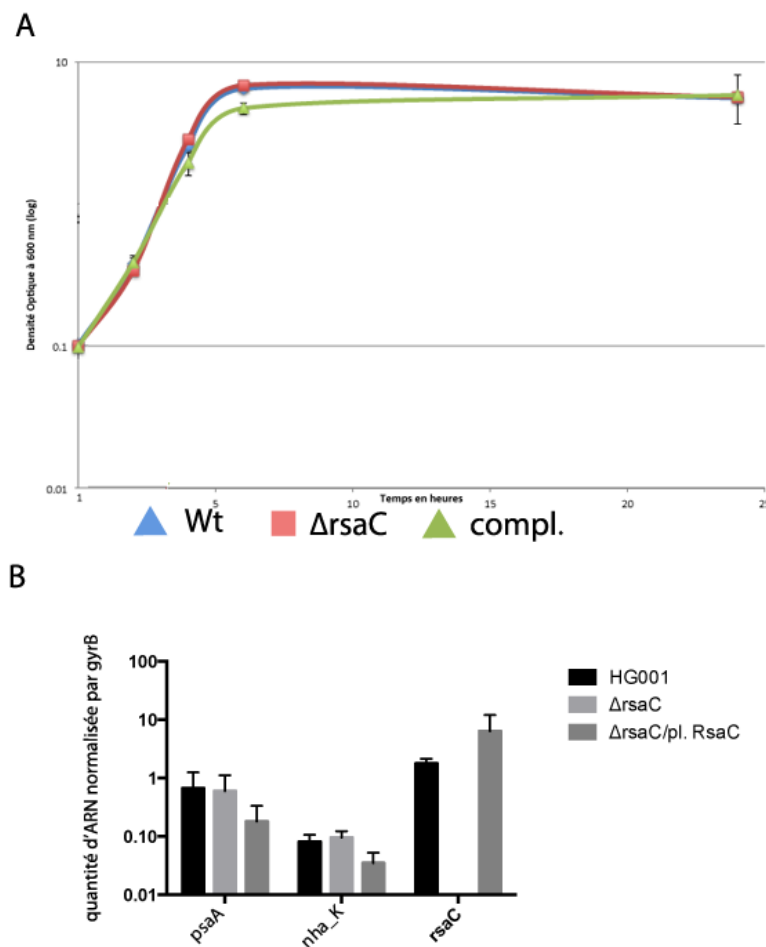 A
10
Densité Optique à 600 nm (log)
0.1
0.01
1
5
10
15
20
25
Temps en heures
Wt
ΔrsaC
compl.
B
quantité d'ARN normalisée par gyrB
100
10
1
0.10
0.01
psaA
nha_K
rsaC
HG001
ΔrsaC
ΔrsaC/pl. RsaC